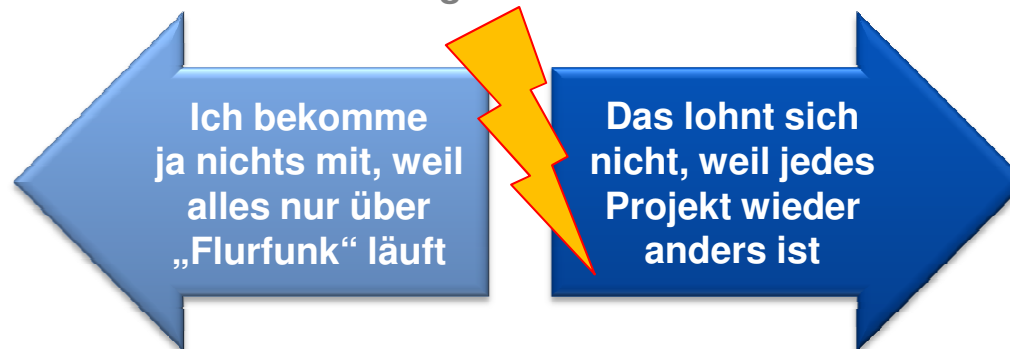 Ich bekomme
ja nichts mit, weil
alles nur über
„Flurfunk“ läuft
Das lohnt sich
nicht, weil jedes
Projekt wieder
anders ist